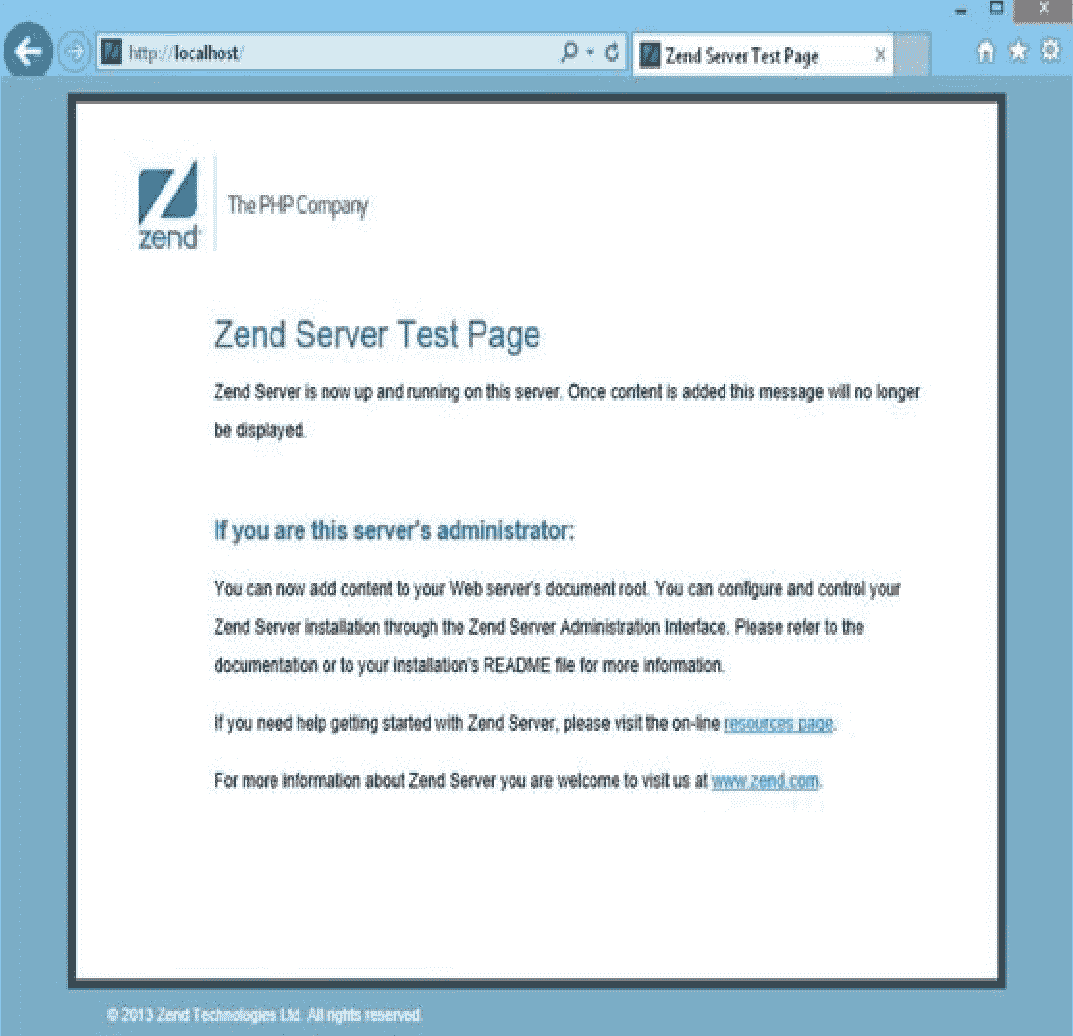 http://localhost/
Zend Server Test Page
The PHP Company
zend
Zend Server Test Page
Zend Server is now up and running on this server. Once content is added this message will no longer
be displayed.
If you are this server's administrator:
You can now add content to your Web server's document root. You can configure and control your
Zend Server installation through the Zend Server Administration Interface. Please refer to the
documentation or to your installation's README file for more information.
If you need help getting started with Zend Server, please visit the on-line resources page.
For more information about Zend Server you are welcome to visit us at www.zend.com.
© 2013 Zend Technologies Ltd. All rights reserved.